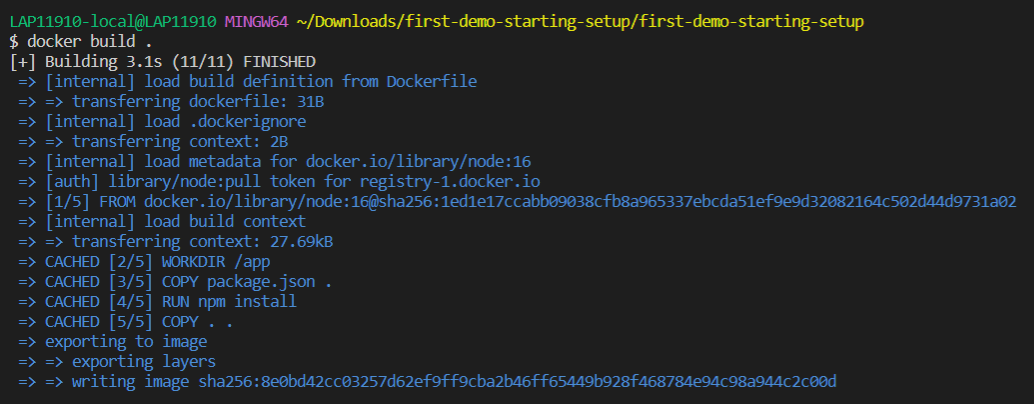 LAP11910-local@LAP11910 MINGW64 ~/Downloads/first-demo-starting-setup/first-demo-starting-setup
$ docker build .
[+] Building 3.1s (11/11) FINISHED
=> [internal] load build definition from Dockerfile
=> => transferring dockerfile: 31B
=> [internal] load .dockerignore
=> => transferring context: 2B
=> [internal] load metadata for docker.io/library/node:16
=> [auth] library/node:pull token for registry-1.docker.io
=> [1/5] FROM docker.io/library/node:16@sha256:1ed1e17ccabb09038cfb8a965337ebcda51ef9e9d32082164c502d44d9731a02
=> [internal] load build context
=> => transferring context: 27.69kB
=> CACHED [2/5] WORKDIR /app
=> CACHED [3/5] COPY package.json .
=> CACHED [4/5] RUN npm install
=> CACHED [5/5] COPY . .
=> exporting to image
=> => exporting layers
=> => writing image sha256:8e0bd42cc03257d62ef9ff9cba2b46ff65449b928f468784e94c98a944c2c00d